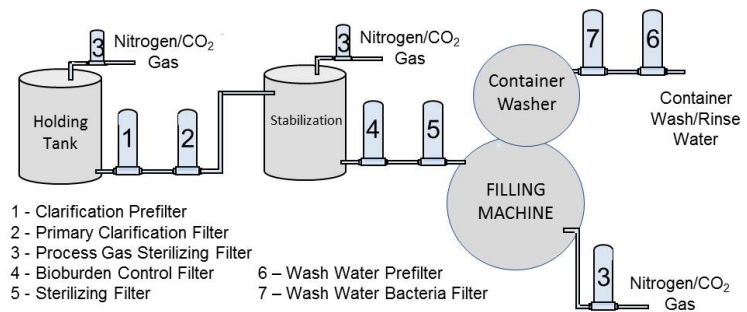 3
Nitrogen/CO₂
Gas
3
Nitrogen/CO₂
Gas
7
6
Container
Washer
Container
Wash/Rinse
Water
Holding
Tank
1
2
Stabilization
4
5
FILLING
MACHINE
1 - Clarification Prefilter
2 - Primary Clarification Filter
3 - Process Gas Sterilizing Filter
4 - Bioburden Control Filter
5 - Sterilizing Filter
6 – Wash Water Prefilter
7 – Wash Water Bacteria Filter
3
Nitrogen/CO₂
Gas